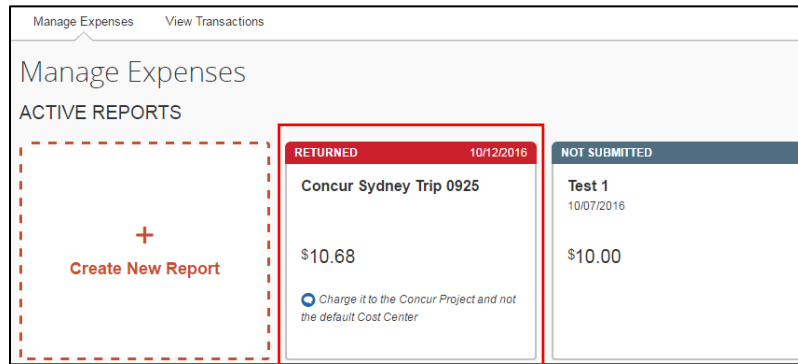 Manage Expenses View Transactions
Manage Expenses
ACTIVE REPORTS
+
Create New Report
RETURNED 10/12/2016
Concur Sydney Trip 0925
$10.68
Charge it to the Concur Project and not
the default Cost Center
NOT SUBMITTED
Test 1
10/07/2016
$10.00